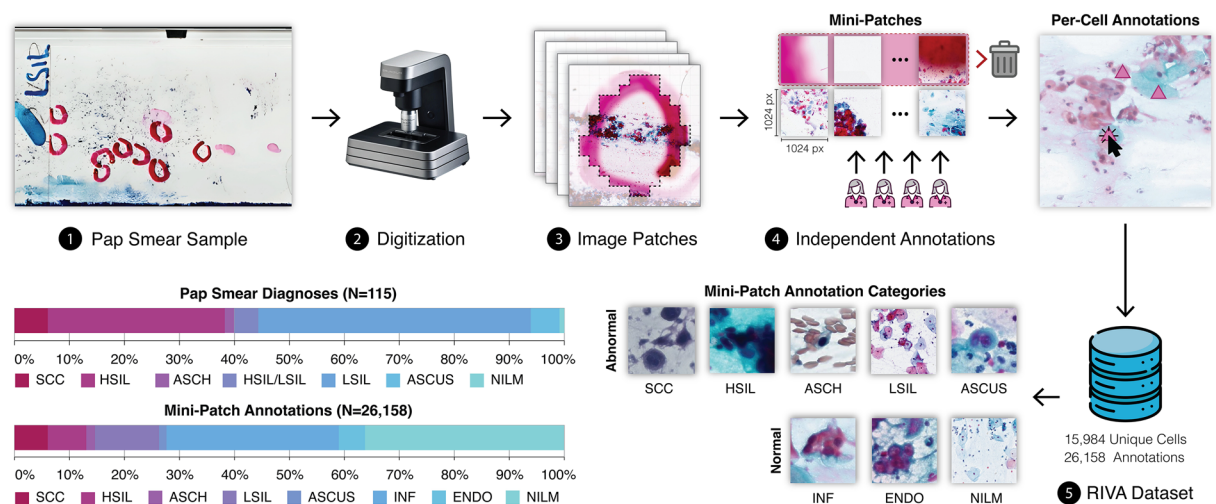 LSIL
1 Pap Smear Sample
2 Digitization
3 Image Patches
Mini-Patches
1024 px
1024 px
4 Independent Annotations
Per-Cell Annotations
Pap Smear Diagnoses (N=115)
0% 10% 20% 30% 40% 50% 60% 70% 80% 90% 100%
SCC HSIL ASCH HSIL/LSIL LSIL ASCUS NILM
Mini-Patch Annotations (N=26,158)
0% 10% 20% 30% 40% 50% 60% 70% 80% 90% 100%
SCC HSIL ASCH LSIL ASCUS INF ENDO NILM
Mini-Patch Annotation Categories
Abnormal
SCC HSIL ASCH LSIL ASCUS
Normal
INF ENDO NILM
15,984 Unique Cells
26,158 Annotations
5 RIVA Dataset